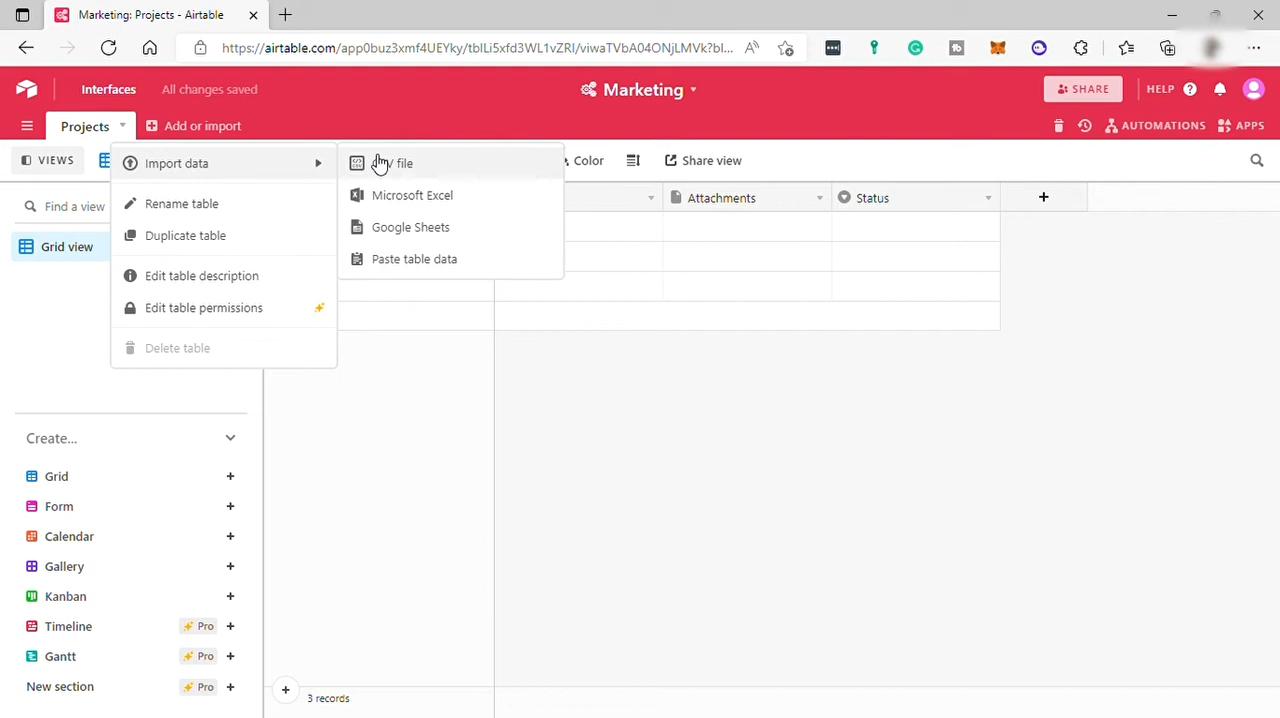 Marketing: Projects - Airtable
https://airtable.com/app0buz3xmf4UEYky/tblLi5xfd3WL1vZRI/viwaTVbA04ONjLMVk?bl...
Interfaces
All changes saved
Marketing
SHARE
HELP
Projects
Add or import
AUTOMATIONS
APPS
VIEWS
Import data
file
Color
Share view
Find a view
Rename table
Microsoft Excel
Attachments
Status
Grid view
Duplicate table
Google Sheets
Edit table description
Paste table data
Edit table permissions
Delete table
Create...
Grid
Form
Calendar
Gallery
Kanban
Timeline
Pro
Gantt
Pro
New section
Pro
3 records